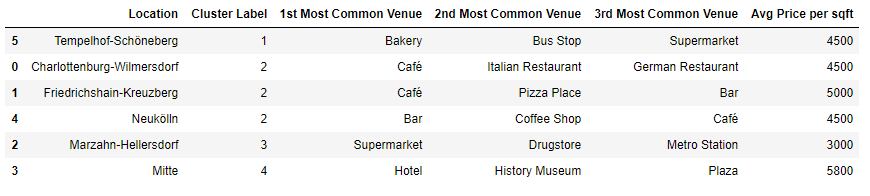 Location Cluster Label 1st Most Common Venue 2nd Most Common Venue 3rd Most Common Venue Avg Price per sqft
5 Tempelhof-Schöneberg 1 Bakery Bus Stop Supermarket 4500
0 Charlottenburg-Wilmersdorf 2 Café Italian Restaurant German Restaurant 4500
1 Friedrichshain-Kreuzberg 2 Café Pizza Place Bar 5000
4 Neukölln 2 Bar Coffee Shop Café 4500
2 Marzahn-Hellersdorf 3 Supermarket Drugstore Metro Station 3000
3 Mitte 4 Hotel History Museum Plaza 5800